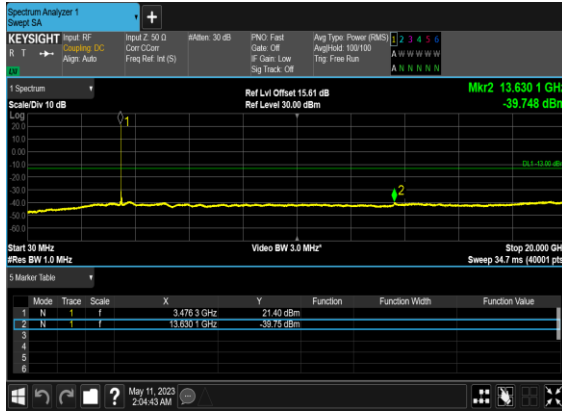 Spectrum Analyzer 1
Swept SA
+
KEYSIGHT
R T
LU
Input: RF
Coupling: DC
Align: Auto
Input Z: 50 Ω
Corr CCorr
Freq Ref: Int (S)
#Atten: 30 dB
PNO: Fast
Gate: Off
IF Gain: Low
Sig Track: Off
Avg Type: Power (RMS)
Avg|Hold: 100/100
Trig: Free Run
1 2 3 4 5 6
A W W W W W
A N N N N N
1 Spectrum
Scale/Div 10 dB
Ref Lvl Offset 15.61 dB
Ref Level 30.00 dBm
Mkr2 13.630 1 GHz
-39.748 dBm
Log
20.0
10.0
0.00
-10.0
-20.0
-30.0
-40.0
-50.0
-60.0
1
DL1 -13.00 dBm
2
Start 30 MHz
#Res BW 1.0 MHz
Video BW 3.0 MHz*
Stop 20.000 GHz
Sweep 34.7 ms (40001 pts)
5 Marker Table
Mode Trace Scale X Y Function Function Width Function Value
1 N 1 f 3.476 3 GHz 21.40 dBm
2 N 1 f 13.630 1 GHz -39.75 dBm
3
4
5
6
?
May 11, 2023
2:04:43 AM